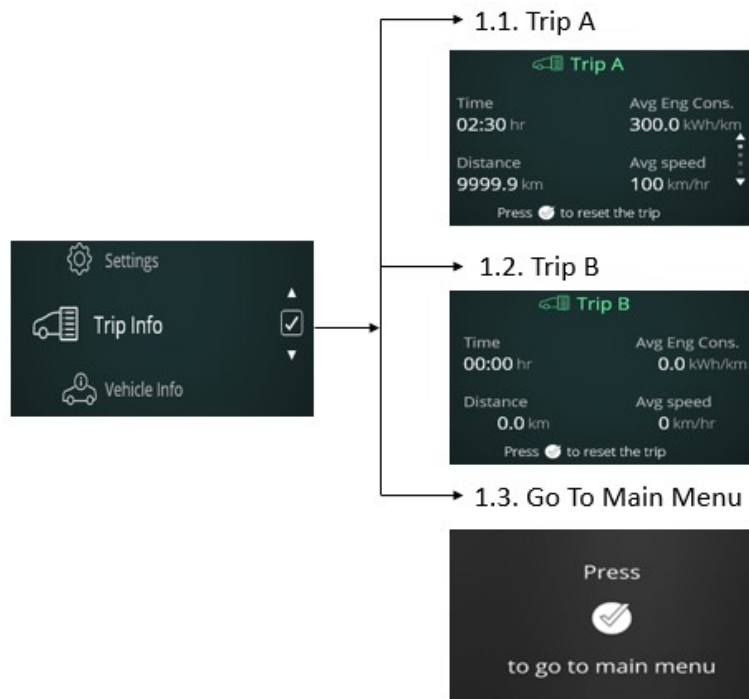 1.1. Trip A
Trip A
Time Avg Eng Cons.
02:30 hr 300.0 kWh/km
Distance Avg speed
9999.9 km 100 km/hr
Press to reset the trip
Settings
Trip Info
Vehicle Info
1.2. Trip B
Trip B
Time Avg Eng Cons.
00:00 hr 0.0 kWh/km
Distance Avg speed
0.0 km 0 km/hr
Press to reset the trip
1.3. Go To Main Menu
Press
to go to main menu